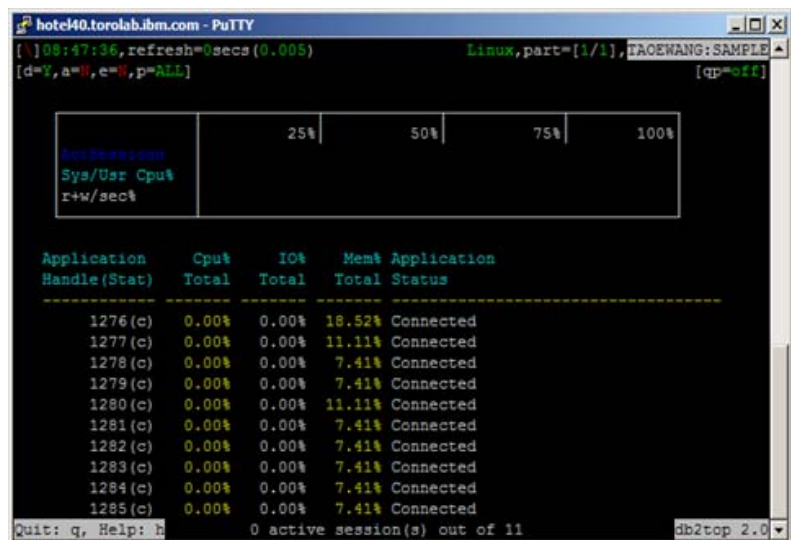 hotel40.torolab.ibm.com - PuTTY
[\]08:47:36,refresh=0secs(0.005) Linux,part=[1/1],TAOEWANG:SAMPLE
[d=Y,a=N,e=N,p=ALL] [qp=off]
25% 50% 75% 100%
ActSessions
Sys/Usr Cpu%
r+w/sec%
Application Cpu% IO% Mem% Application
Handle(Stat) Total Total Total Status
------------ ------- ------- ------- -----------------------------------
1276(c) 0.00% 0.00% 18.52% Connected
1277(c) 0.00% 0.00% 11.11% Connected
1278(c) 0.00% 0.00% 7.41% Connected
1279(c) 0.00% 0.00% 7.41% Connected
1280(c) 0.00% 0.00% 11.11% Connected
1281(c) 0.00% 0.00% 7.41% Connected
1282(c) 0.00% 0.00% 7.41% Connected
1283(c) 0.00% 0.00% 7.41% Connected
1284(c) 0.00% 0.00% 7.41% Connected
1285(c) 0.00% 0.00% 7.41% Connected
Quit: q, Help: h 0 active session(s) out of 11 db2top 2.0